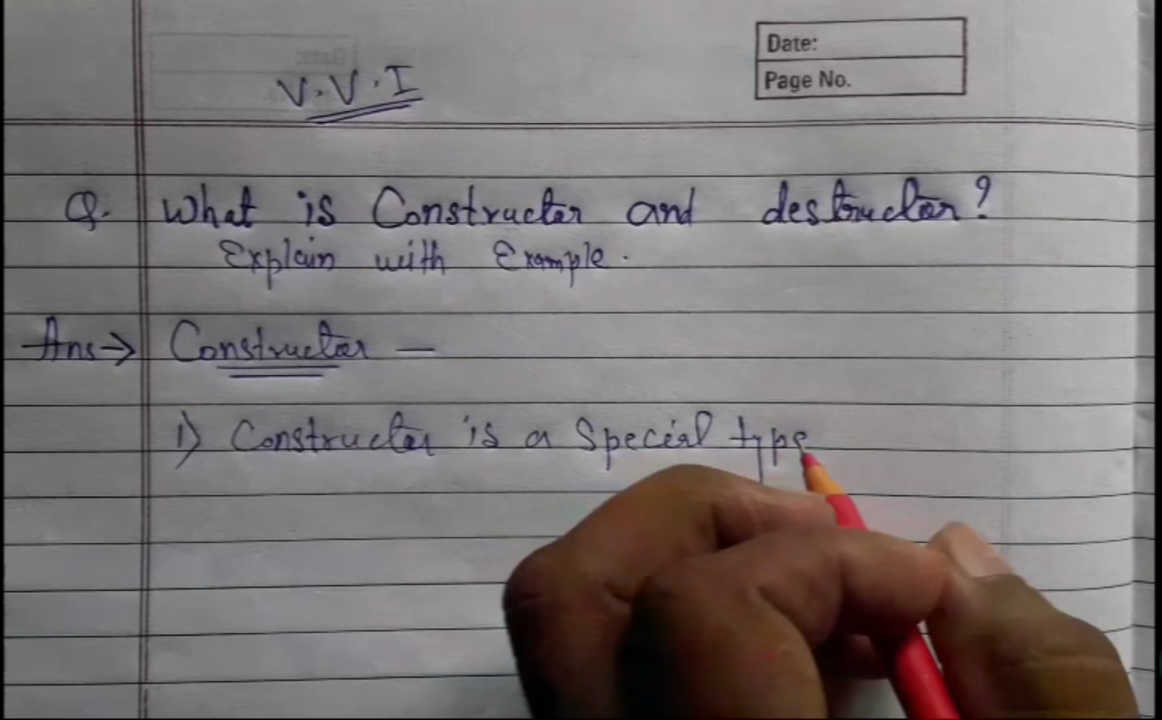 Date:
Page No.
V.V.I
Q. What is Constructor and destructor?
Explain with Example.
Ans→ Constructor —
1) Constructor is a Special type